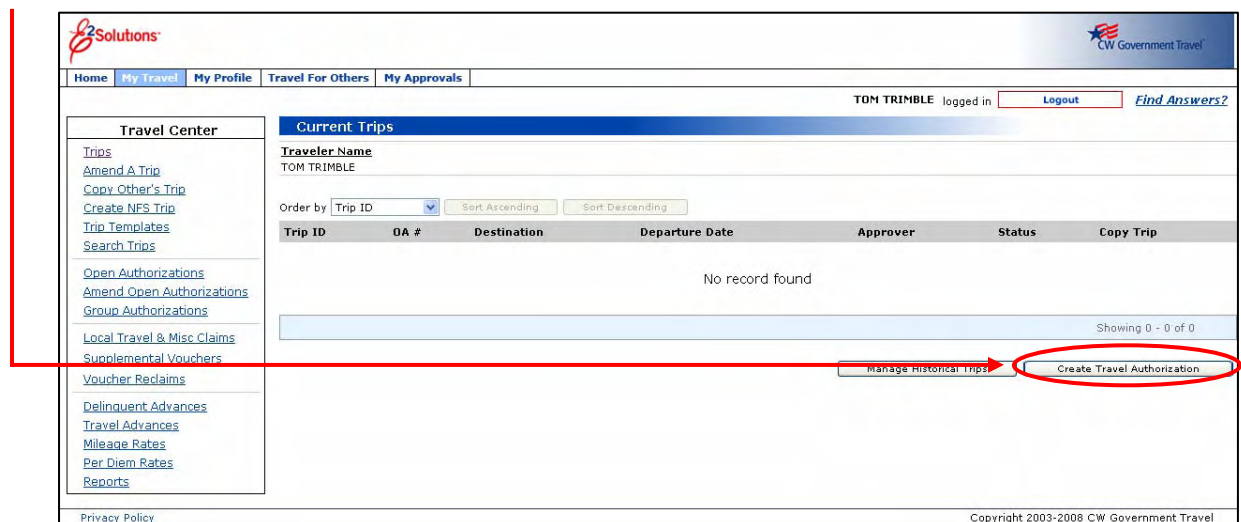 e2Solutions
CW Government Travel
Home My Travel My Profile Travel For Others My Approvals
TOM TRIMBLE logged in Logout Find Answers?
Travel Center
Trips
Amend A Trip
Copy Other's Trip
Create NFS Trip
Trip Templates
Search Trips
Open Authorizations
Amend Open Authorizations
Group Authorizations
Local Travel & Misc Claims
Supplemental Vouchers
Voucher Reclaims
Delinquent Advances
Travel Advances
Mileage Rates
Per Diem Rates
Reports
Current Trips
Traveler Name
TOM TRIMBLE
Order by Trip ID Sort Ascending Sort Descending
Trip ID OA # Destination Departure Date Approver Status Copy Trip
No record found
Showing 0 - 0 of 0
Manage Historical Trips Create Travel Authorization
Privacy Policy Copyright 2003-2008 CW Government Travel